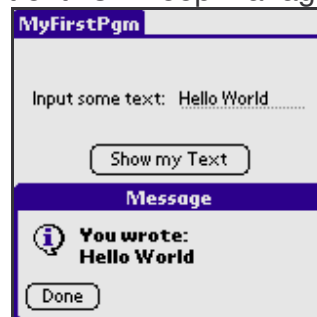 MyFirstPgm
Input some text: Hello World
Show my Text
Message
You wrote:
Hello World
Done